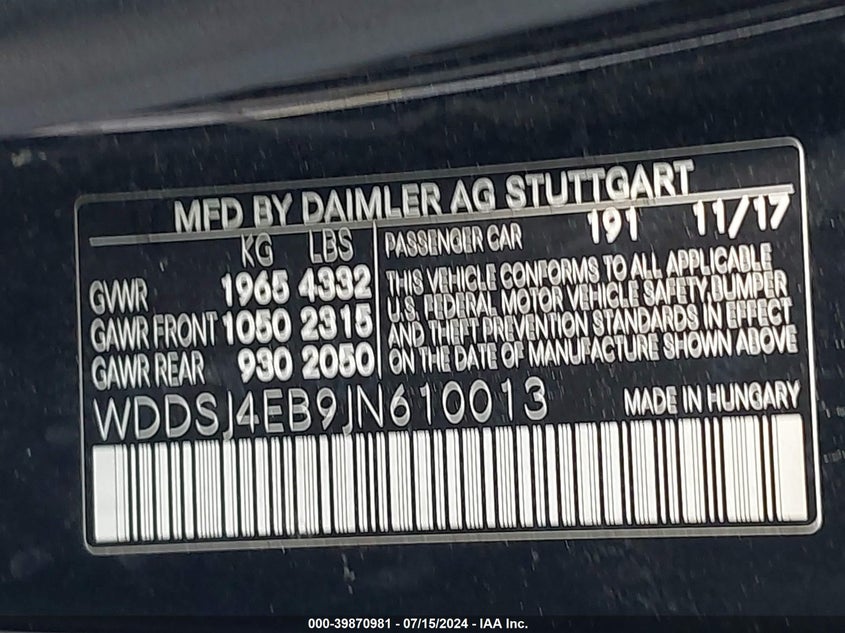 MFD BY DAIMLER AG STUTTGART
KG LBS
GVWR 1965 4332
GAWR FRONT 1050 2315
GAWR REAR 930 2050
PASSENGER CAR 191 11/17
THIS VEHICLE CONFORMS TO ALL APPLICABLE
U.S. FEDERAL MOTOR VEHICLE SAFETY,BUMPER
AND THEFT PREVENTION STANDARDS IN EFFECT
ON THE DATE OF MANUFACTURE SHOWN ABOVE
WDDSJ4EB9JN610013 MADE IN HUNGARY
000-39870981 - 07/15/2024 - IAA Inc.